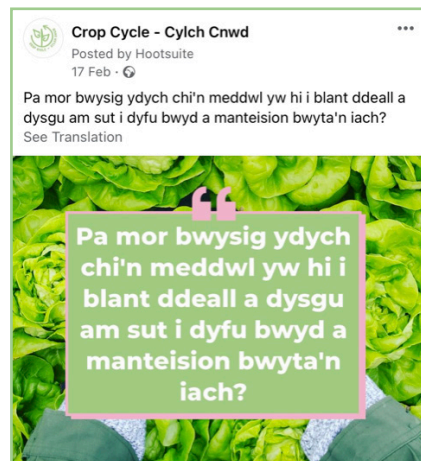 Crop Cycle - Cylch Cnwd
Posted by Hootsuite
17 Feb ·
Pa mor bwysig ydych chi'n meddwl yw hi i blant ddeall a
dysgu am sut i dyfu bwyd a manteision bwyta'n iach?
See Translation
Pa mor bwysig ydych
chi'n meddwl yw hi i
blant ddeall a dysgu
am sut i dyfu bwyd a
manteision bwyta'n
iach?